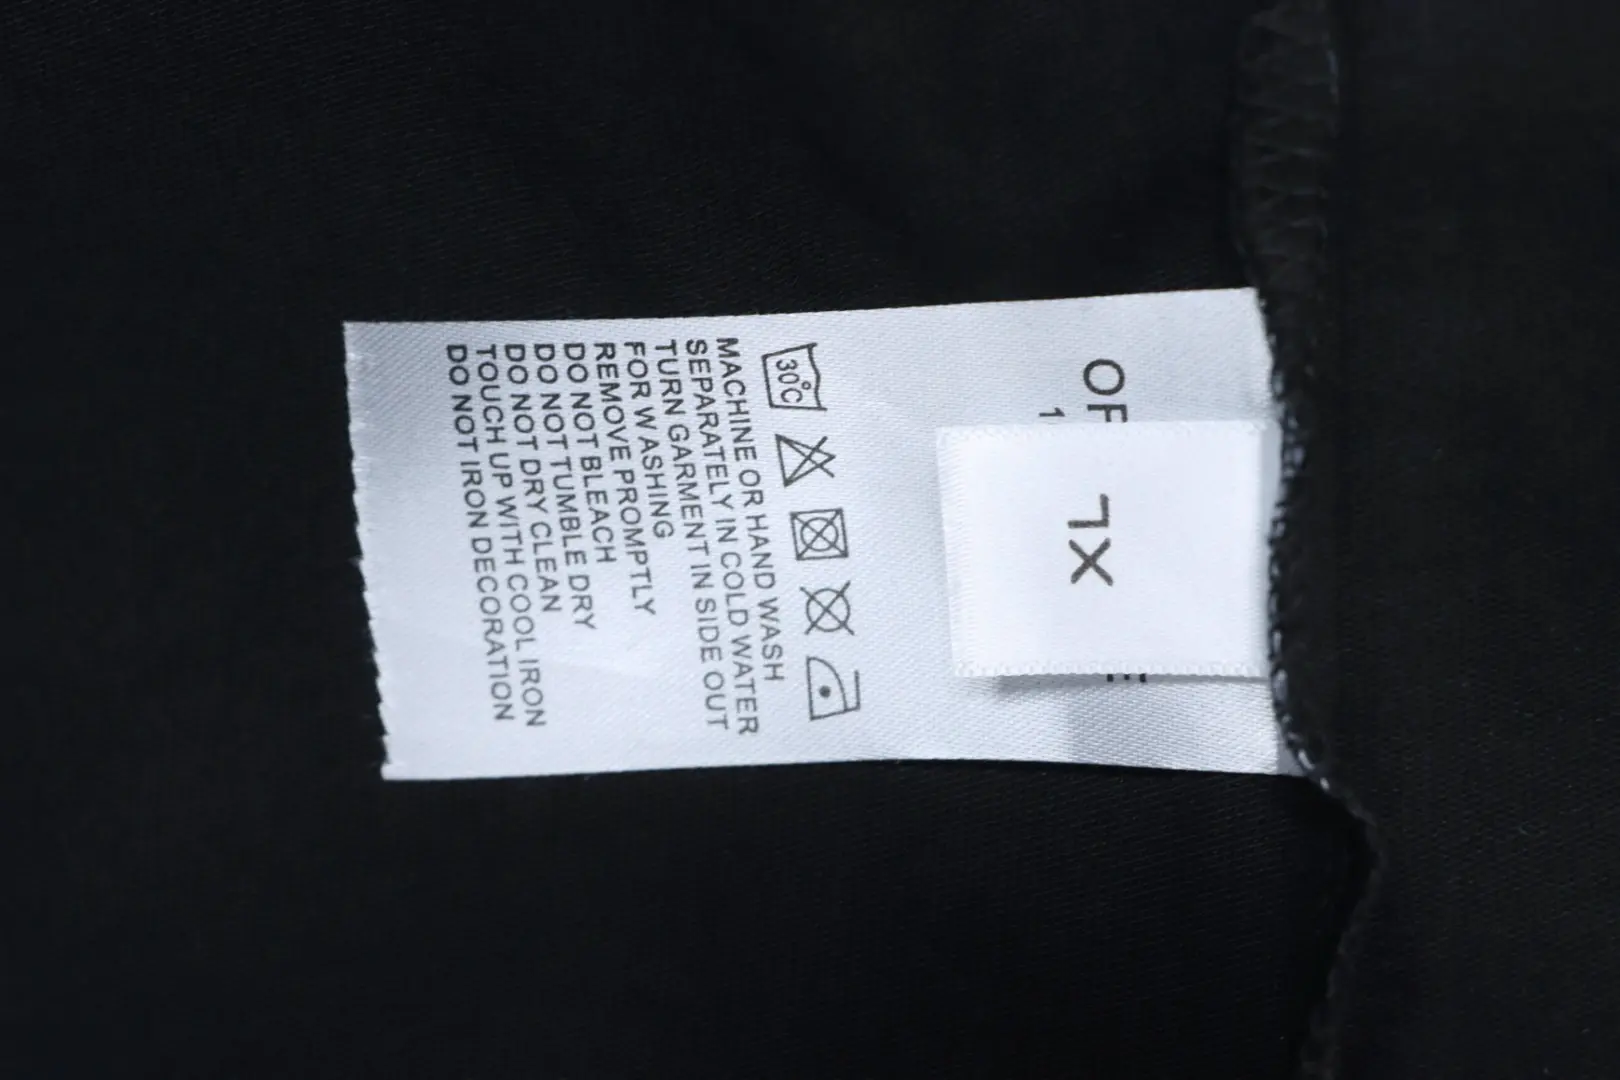 OF
1
XL
30°C
MACHINE OR HAND WASH
SEPARATELY IN COLD WATER
TURN GARMENT IN SIDE OUT
FOR WASHING
REMOVE PROMPTLY
DO NOT BLEACH
DO NOT TUMBLE DRY
DO NOT DRY CLEAN
TOUCH UP WITH COOL IRON
DO NOT IRON DECORATION